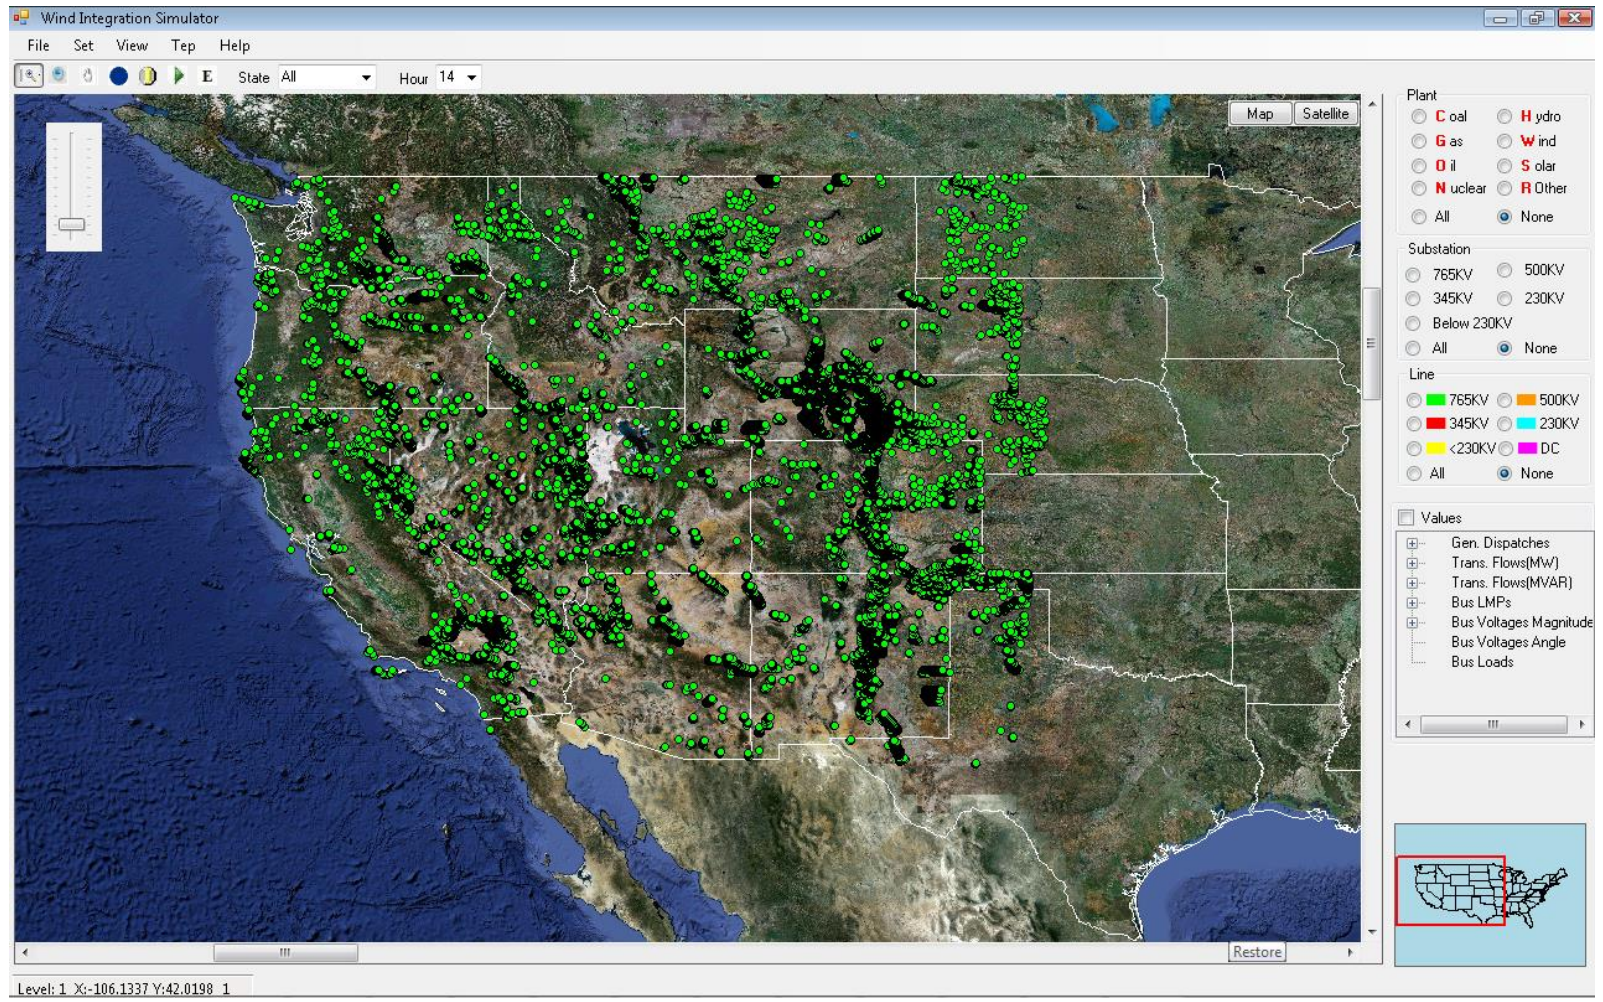 Wind Integration Simulator
File Set View Tep Help
E State All Hour 14
Map Satellite
Plant
Coal Hydro
Gas Wind
Oil Solar
Nuclear R Other
All None
Substation
765KV 500KV
345KV 230KV
Below 230KV
All None
Line
765KV 500KV
345KV 230KV
<230KV DC
All None
Values
Gen. Dispatches
Trans. Flows(MW)
Trans. Flows(MVAR)
Bus LMPs
Bus Voltages Magnitude
Bus Voltages Angle
Bus Loads
Restore
Level: 1 X:-106.1337 Y:42.0198 1